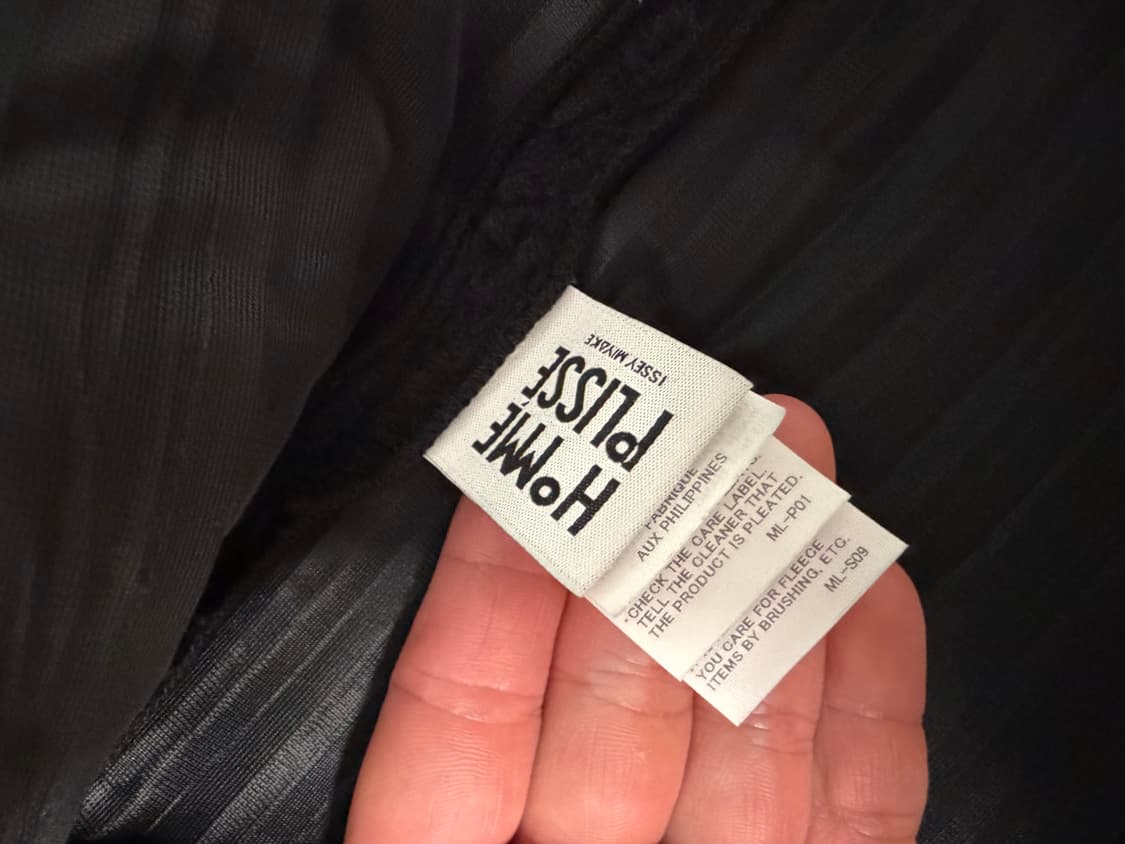 HOMME
PLISSÉ
ISSEY MIYAKE
FABRIQUÉ
AUX PHILIPPINES
*CHECK THE CARE LABEL.
TELL THE CLEANER THAT
THE PRODUCT IS PLEATED.
ML-P01
YOU CARE FOR FLEECE
ITEMS BY BRUSHING, ETC.
ML-S09